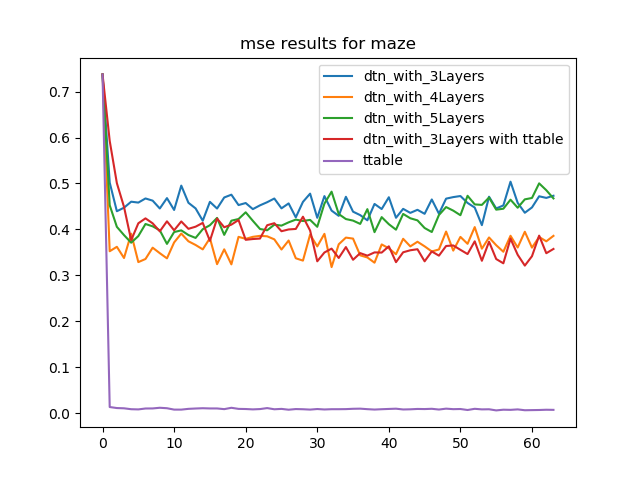 mse results for maze
dtn_with_3Layers
dtn_with_4Layers
dtn_with_5Layers
dtn_with_3Layers with ttable
ttable
0.7
0.6
0.5
0.4
0.3
0.2
0.1
0.0
0 10 20 30 40 50 60